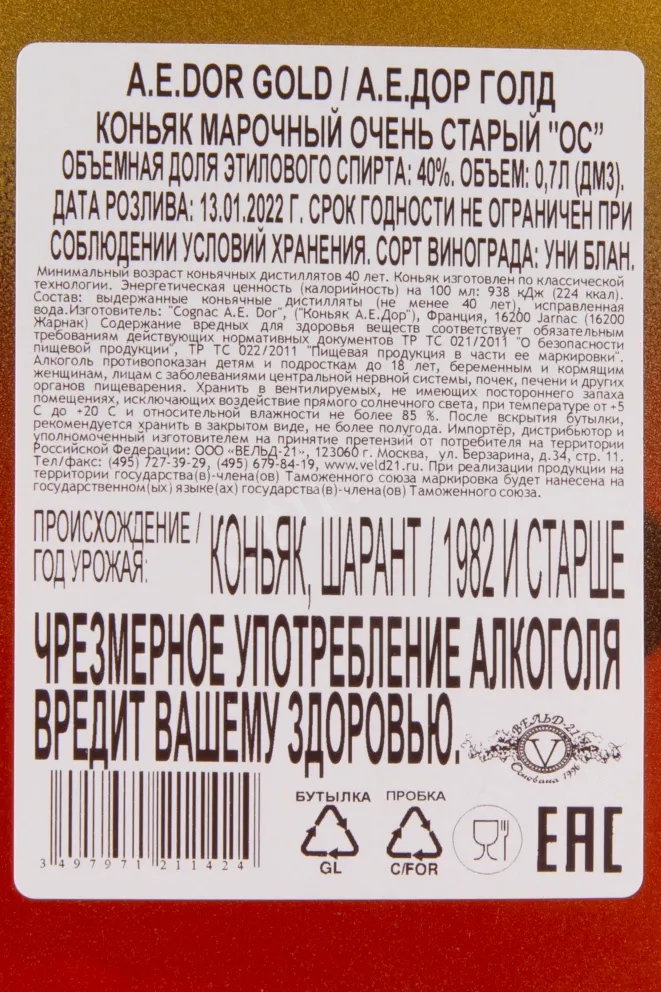 A.E.DOR GOLD / А.Е.ДОР ГОЛД
КОНЬЯК МАРОЧНЫЙ ОЧЕНЬ СТАРЫЙ "ОС”
ОБЪЕМНАЯ ДОЛЯ ЭТИЛОВОГО СПИРТА: 40%. ОБЪЕМ: 0,7Л (ДМ3).
ДАТА РОЗЛИВА: 13.01.2022 Г. СРОК ГОДНОСТИ НЕ ОГРАНИЧЕН ПРИ
СОБЛЮДЕНИИ УСЛОВИЙ ХРАНЕНИЯ. СОРТ ВИНОГРАДА: УНИ БЛАН.
Минимальный возраст коньячных дистиллятов 40 лет. Коньяк изготовлен по классической
технологии. Энергетическая ценность (калорийность) на 100 мл: 938 кДж (224 ккал).
Состав: выдержанные коньячные дистилляты (не менее 40 лет), исправленная
вода.Изготовитель: "Cognac A.E. Dor", ("Коньяк А.Е.Дор"), Франция, 16200 Jarnac (16200
Жарнак) Содержание вредных для здоровья веществ соответствует обязательным
требованиям действующих нормативных документов ТР ТС 021/2011 "О безопасности
пищевой продукции", ТР ТС 022/2011 "Пищевая продукция в части ее маркировки".
Алкоголь противопоказан детям и подросткам до 18 лет, беременным и кормящим
женщинам, лицам с заболеваниями центральной нервной системы, почек, печени и других
органов пищеварения. Хранить в вентилируемых, не имеющих постороннего запаха
помещениях, исключающих воздействие прямого солнечного света, при температуре от +5
С до +20 С и относительной влажности не более 85 %. После вскрытия бутылки,
рекомендуется хранить в закрытом виде, не более полугода. Импортёр, дистрибьютор и
уполномоченный изготовителем на принятие претензий от потребителя на территории
Российской Федерации: ООО «ВЕЛЬД-21», 123060 г. Москва, ул. Берзарина, д.34, стр. 11.
Тел/факс: (495) 727-39-29, (495) 679-84-19, www.veld21.ru. При реализации продукции на
территории государства(в)-члена(ов) Таможенного союза маркировка будет нанесена на
государственном(ых) языке(ах) государства(в)-члена(ов) Таможенного союза.
ПРОИСХОЖДЕНИЕ / ГОД УРОЖАЯ: КОНЬЯК, ШАРАНТ / 1982 И СТАРШЕ
ЧРЕЗМЕРНОЕ УПОТРЕБЛЕНИЕ АЛКОГОЛЯ
ВРЕДИТ ВАШЕМУ ЗДОРОВЬЮ.
ВЕЛЬД-21
V
Основана 1996
БУТЫЛКА ПРОБКА
GL C/FOR
EAC
3 497971 211424